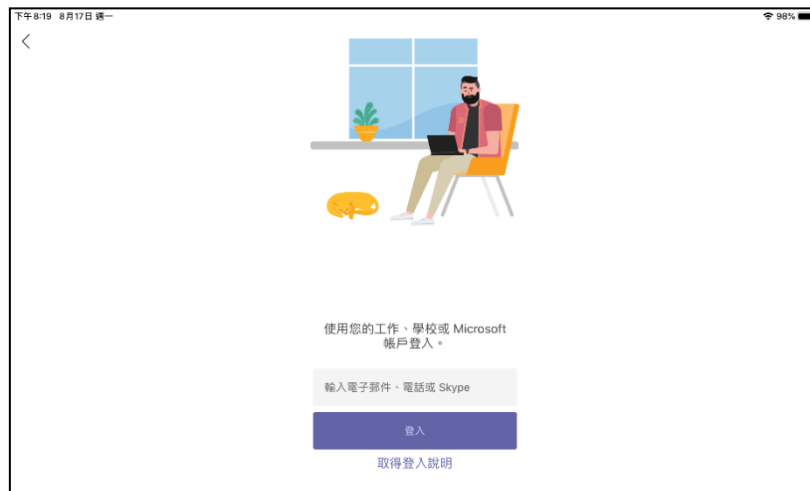 下午8:19 8月17日 週一
98%
使用您的工作、學校或 Microsoft
帳戶登入。
輸入電子郵件、電話或 Skype
登入
取得登入說明